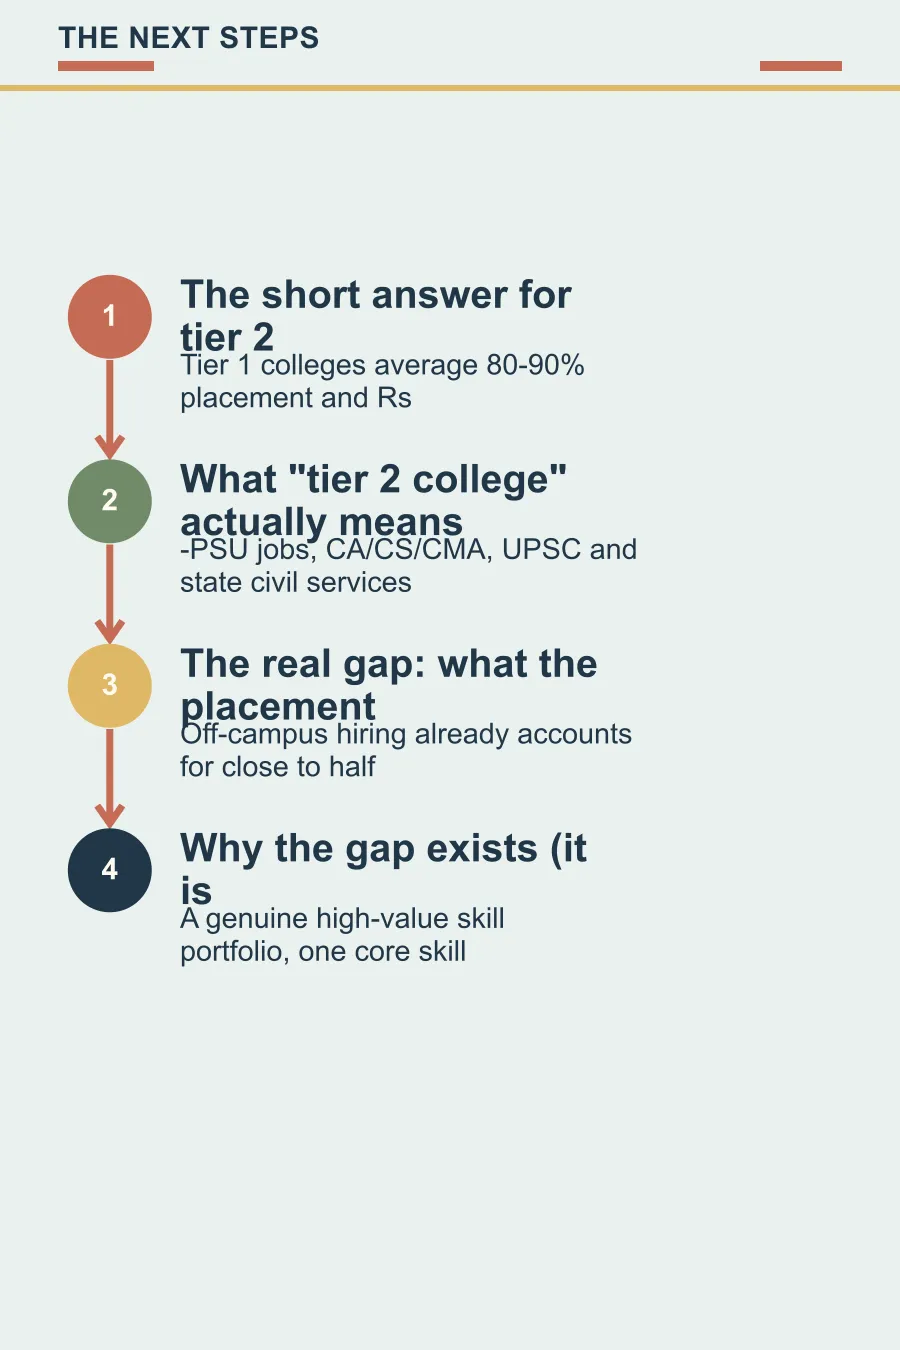 THE NEXT STEPS
1
The short answer for
tier 2
Tier 1 colleges average 80-90%
placement and Rs
2
What "tier 2 college"
actually means
-PSU jobs, CA/CS/CMA, UPSC and
state civil services
3
The real gap: what the
placement
Off-campus hiring already accounts
for close to half
4
Why the gap exists (it
is
A genuine high-value skill
portfolio, one core skill